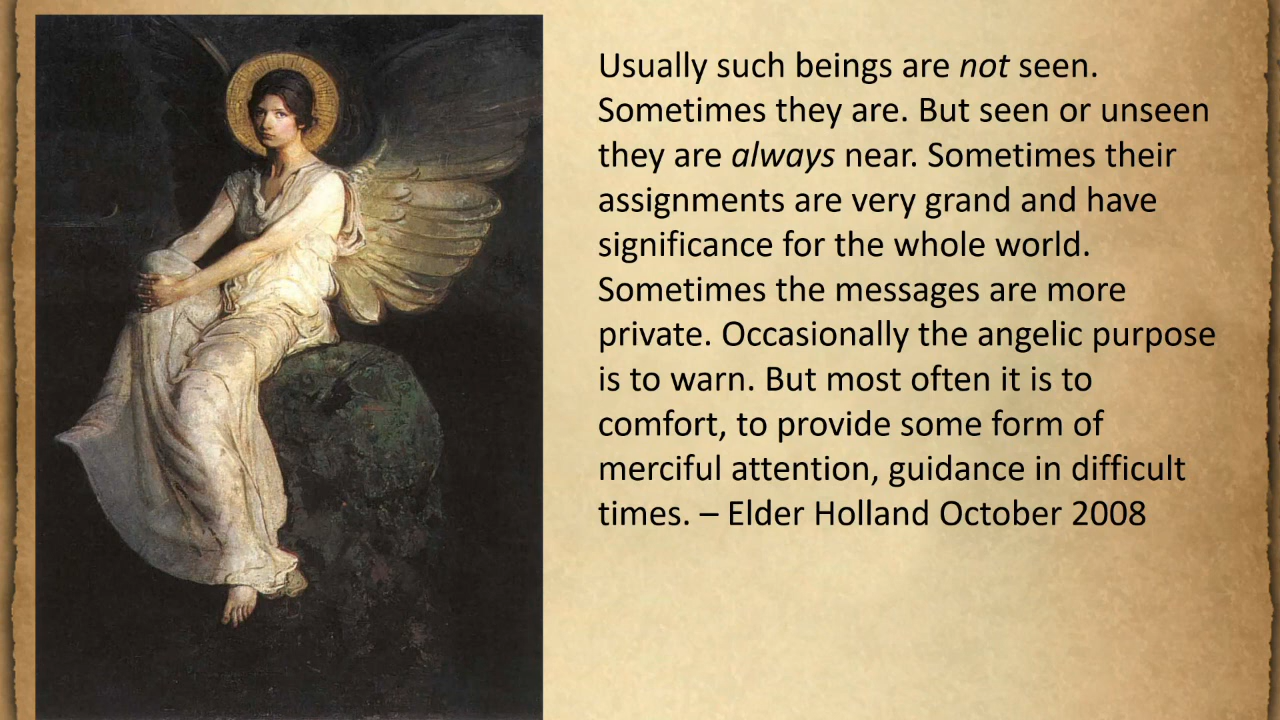 Usually such beings are not seen.
Sometimes they are. But seen or unseen
they are always near. Sometimes their
assignments are very grand and have
significance for the whole world.
Sometimes the messages are more
private. Occasionally the angelic purpose
is to warn. But most often it is to
comfort, to provide some form of
merciful attention, guidance in difficult
times. – Elder Holland October 2008